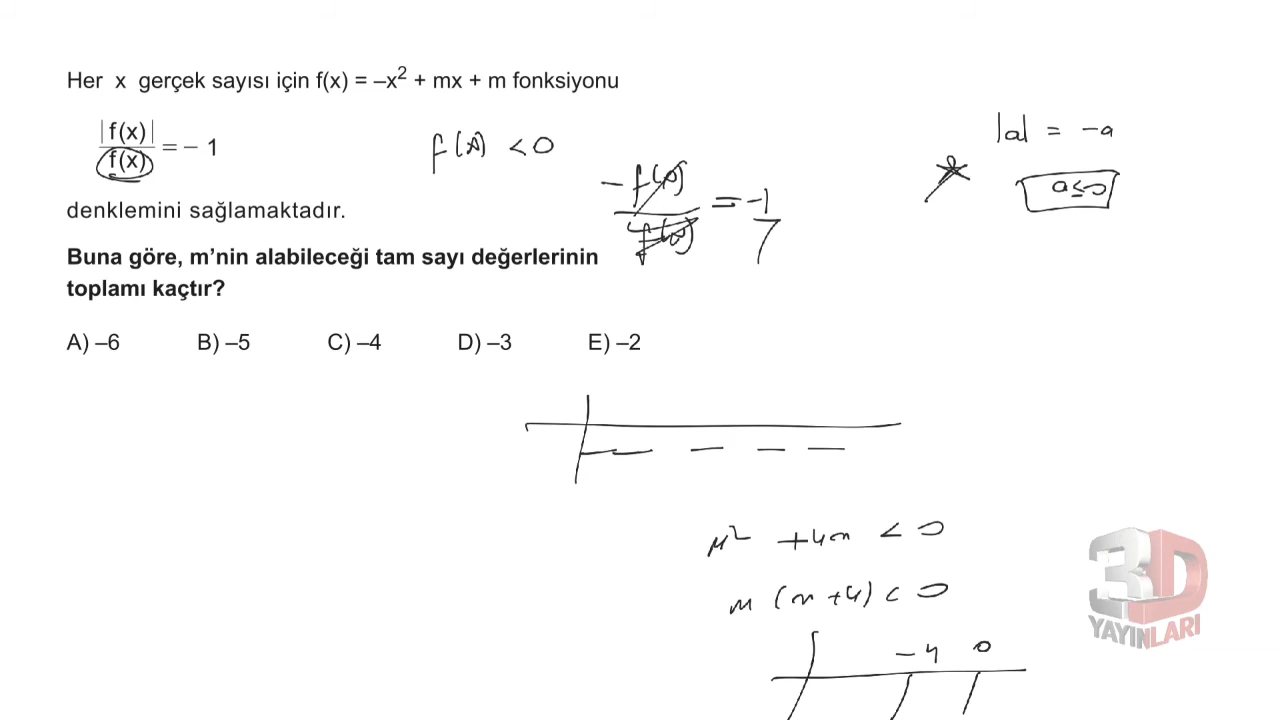 Her x gerçek sayısı için f(x) = –x² + mx + m fonksiyonu
|f(x)| / f(x) = – 1
f(x) < 0
|a| = -a
a ≤ 0
-f(x) / f(x) = -1
denklemini sağlamaktadır.
Buna göre, m’nin alabileceği tam sayı değerlerinin
toplamı kaçtır?
A) –6 B) –5 C) –4 D) –3 E) –2
m² + 4m < 0
m (m + 4) < 0
-4 0
3D
YAYINLARI